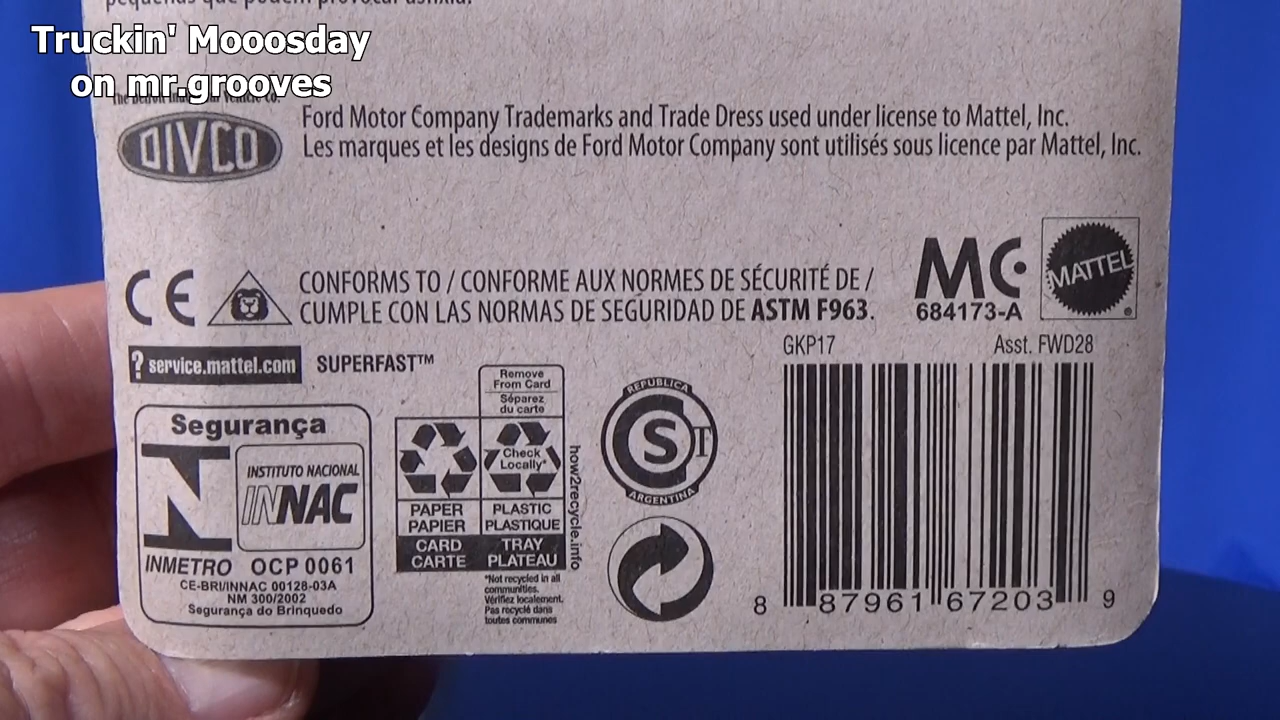 pequenas que podem provocar asfixia.
Truckin' Mooosday
on mr.grooves
DIVCO
Ford Motor Company Trademarks and Trade Dress used under license to Mattel, Inc.
Les marques et les designs de Ford Motor Company sont utilisés sous licence par Mattel, Inc.
CE
CONFORMS TO / CONFORME AUX NORMES DE SÉCURITÉ DE /
CUMPLE CON LAS NORMAS DE SEGURIDAD DE ASTM F963.
MC
684173-A
MATTEL
®
? service.mattel.com
SUPERFAST™
GKP17
Asst. FWD28
Segurança
INSTITUTO NACIONAL
INNAC
INMETRO OCP 0061
CE-BRI/INNAC 00128-03A
NM 300/2002
Segurança do Brinquedo
Remove
From Card
Séparez
du carte
Check
Locally*
PAPER
PAPIER
PLASTIC
PLASTIQUE
CARD
CARTE
TRAY
PLATEAU
how2recycle.info
*Not recycled in all
communities.
Vérifiez localement.
Pas recyclé dans
toutes communes
REPUBLICA
S
ARGENTINA
8 87961 67203 9